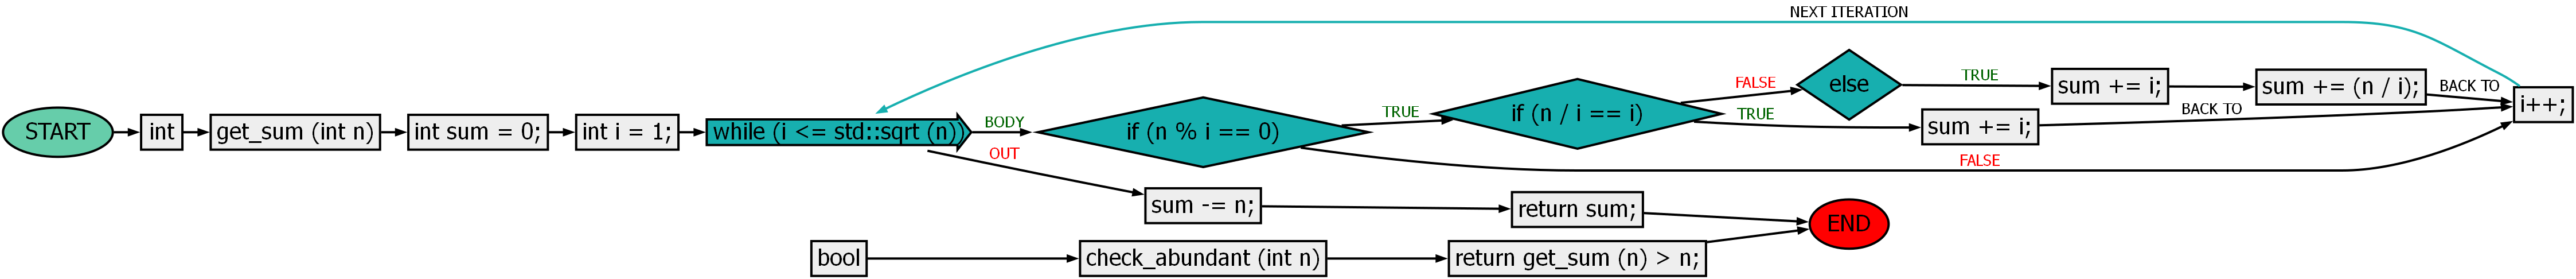 NEXT ITERATION
START
int
get_sum (int n)
int sum = 0;
int i = 1;
while (i <= std::sqrt (n))
BODY
OUT
if (n % i == 0)
TRUE
if (n / i == i)
FALSE
TRUE
else
TRUE
sum += i;
sum += (n / i);
BACK TO
sum += i;
BACK TO
i++;
FALSE
sum -= n;
return sum;
END
bool
check_abundant (int n)
return get_sum (n) > n;